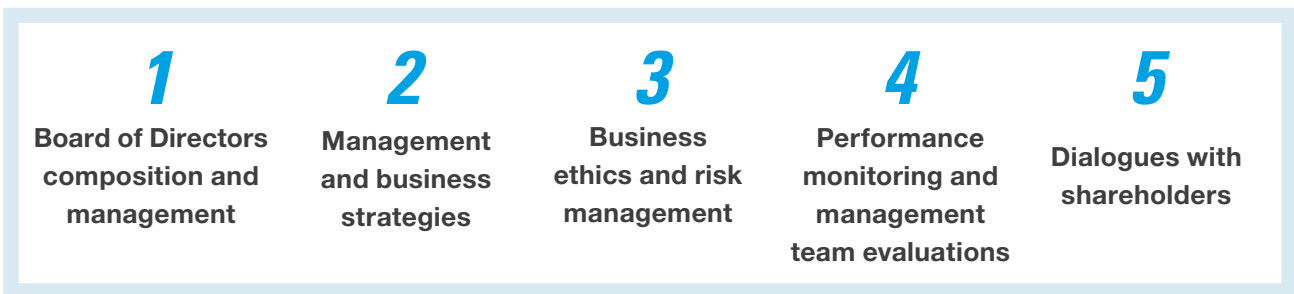 1
Board of Directors
composition and
management
2
Management
and business
strategies
3
Business
ethics and risk
management
4
Performance
monitoring and
management
team evaluations
5
Dialogues with
shareholders